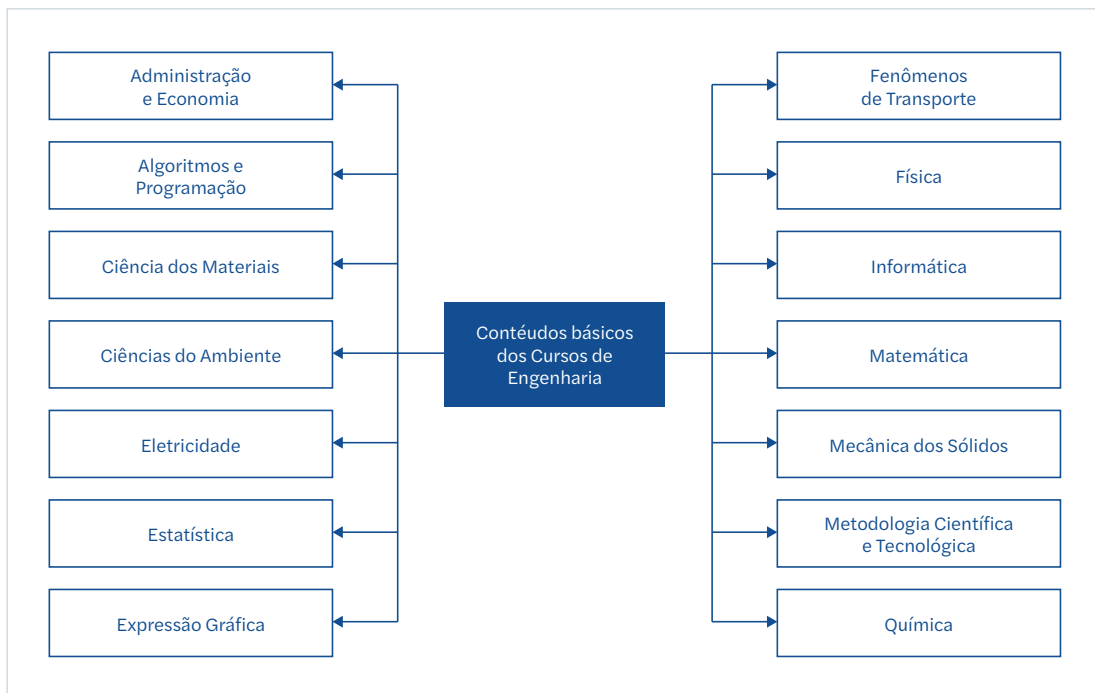 Administração
e Economia
Algoritmos e
Programação
Ciência dos Materiais
Ciências do Ambiente
Eletricidade
Estatística
Expressão Gráfica
Contéudos básicos
dos Cursos de
Engenharia
Fenômenos
de Transporte
Física
Informática
Matemática
Mecânica dos Sólidos
Metodologia Científica
e Tecnológica
Química